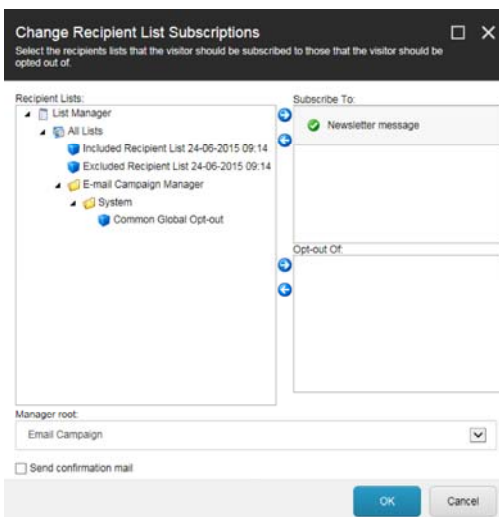 Change Recipient List Subscriptions
Select the recipients lists that the visitor should be subscribed to those that the visitor should be
opted out of.
Recipient Lists:
List Manager
All Lists
Included Recipient List 24-06-2015 09:14
Excluded Recipient List 24-06-2015 09:14
E-mail Campaign Manager
System
Common Global Opt-out
Subscribe To:
Newsletter message
Opt-out Of:
Manager root:
Email Campaign
Send confirmation mail
OK
Cancel